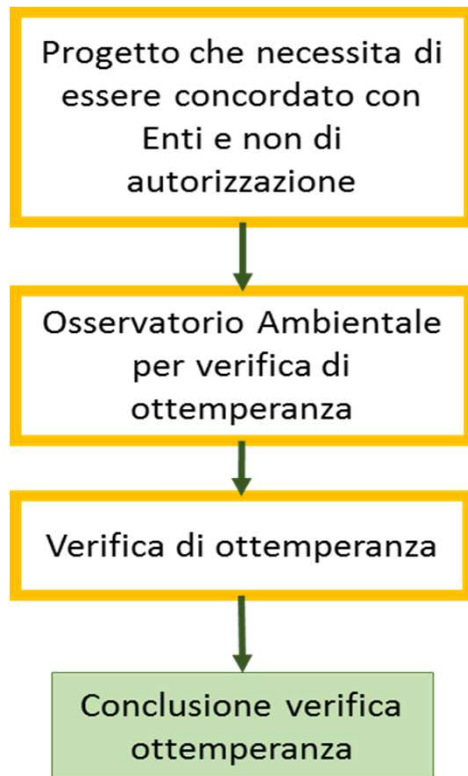 Progetto che necessita di
essere concordato con
Enti e non di
autorizzazione
Osservatorio Ambientale
per verifica di
ottemperanza
Verifica di ottemperanza
Conclusione verifica
ottemperanza